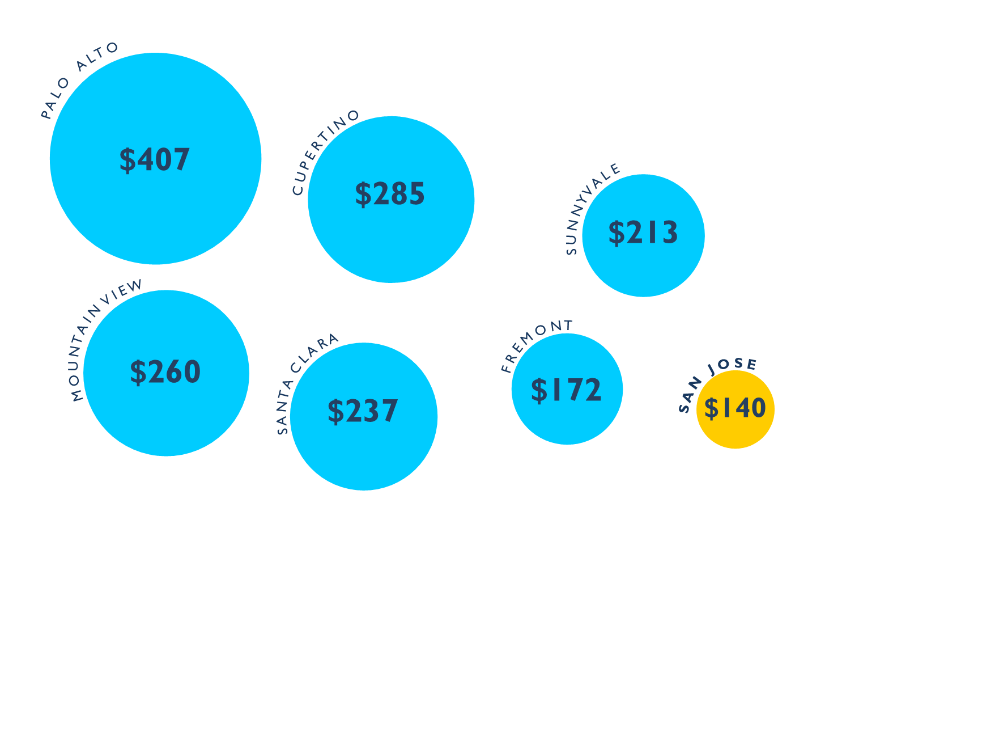 PALO ALTO
$407
CUPERTINO
$285
SUNNYVALE
$213
MOUNTAIN VIEW
$260
SANTA CLARA
$237
FREMONT
$172
SAN JOSE
$140